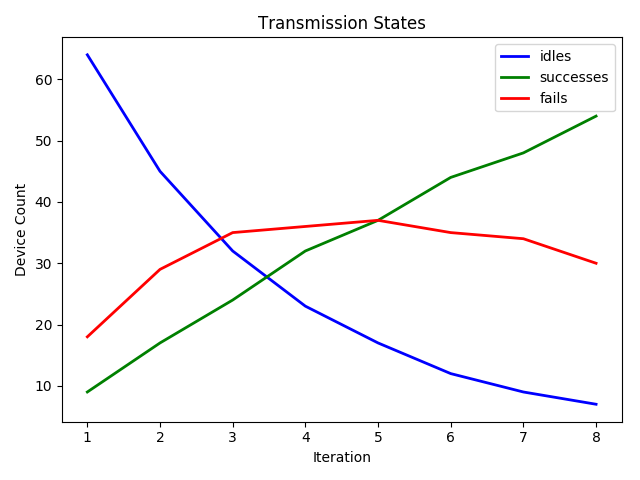 Transmission States
idles
successes
fails
Device Count
60
50
40
30
20
10
1 2 3 4 5 6 7 8
Iteration